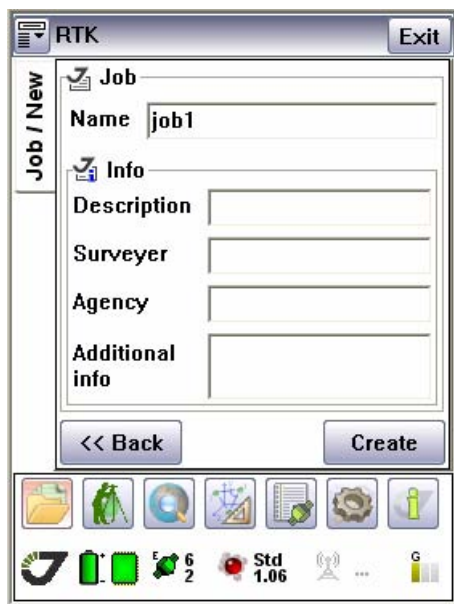 RTK
Exit
Job / New
Job
Name job1
Info
Description
Surveyer
Agency
Additional
info
<< Back
Create
E 6
2
Std
1.06
...
G